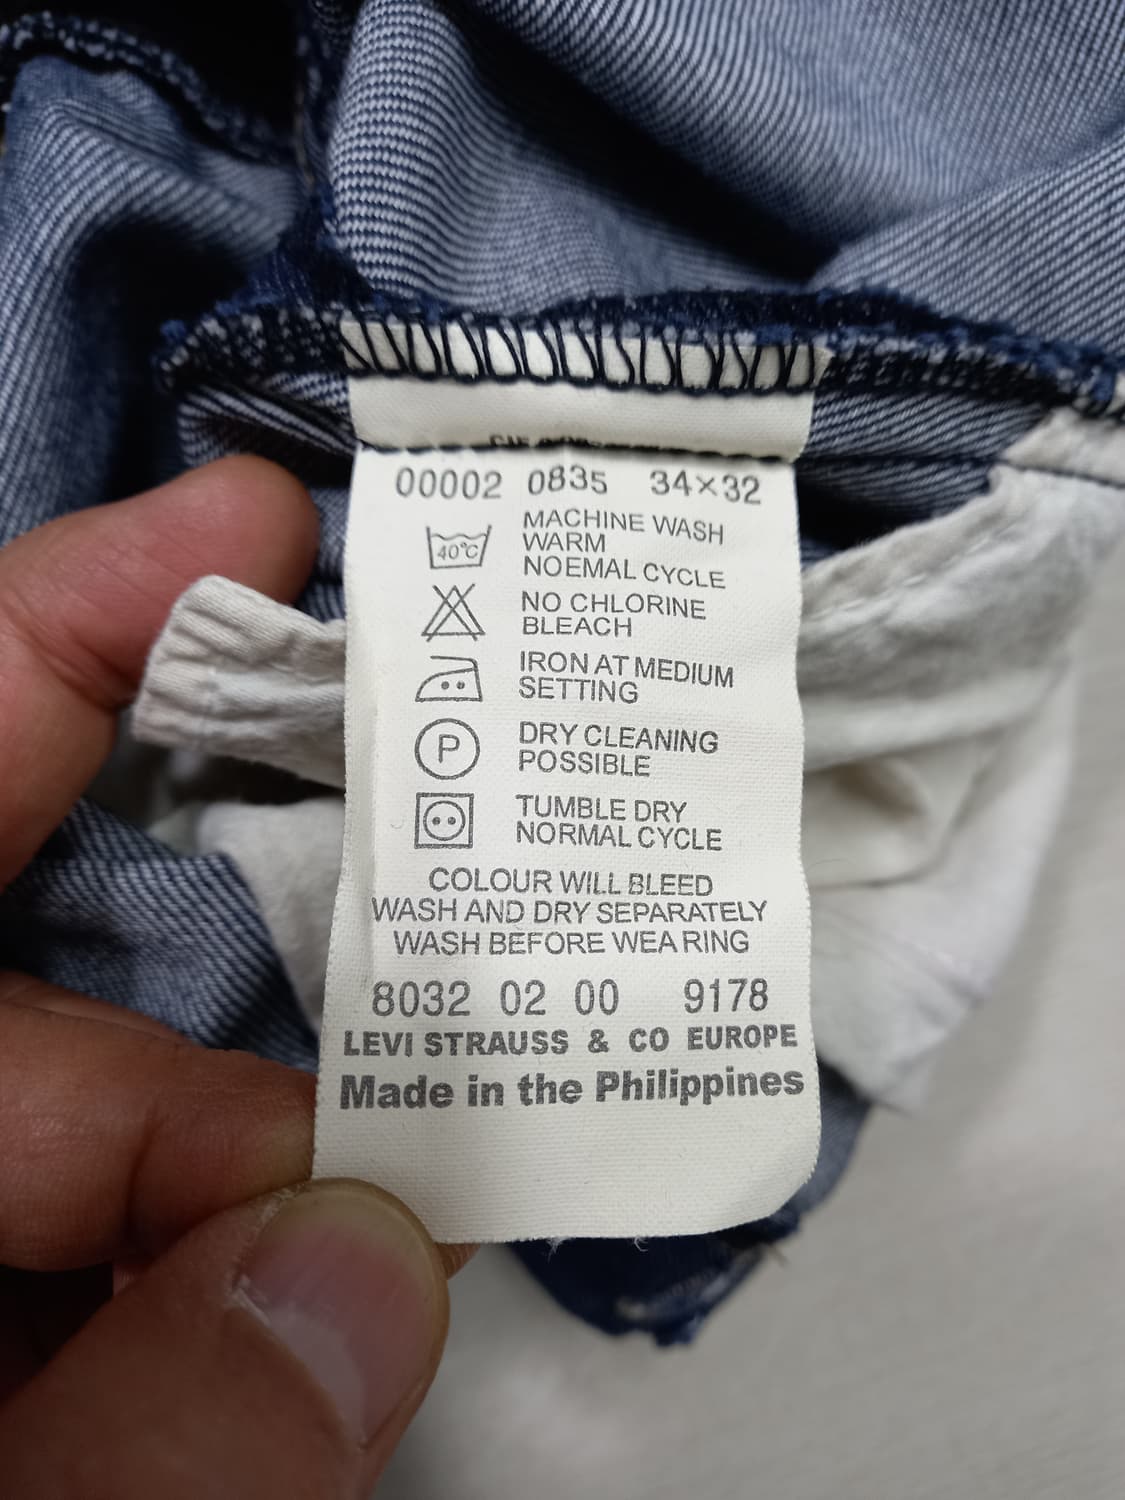 00002 0835 34×32
40°C
MACHINE WASH
WARM
NOEMAL CYCLE
NO CHLORINE
BLEACH
IRON AT MEDIUM
SETTING
P
DRY CLEANING
POSSIBLE
TUMBLE DRY
NORMAL CYCLE
COLOUR WILL BLEED
WASH AND DRY SEPARATELY
WASH BEFORE WEARING
8032 02 00 9178
LEVI STRAUSS & CO EUROPE
Made in the Philippines